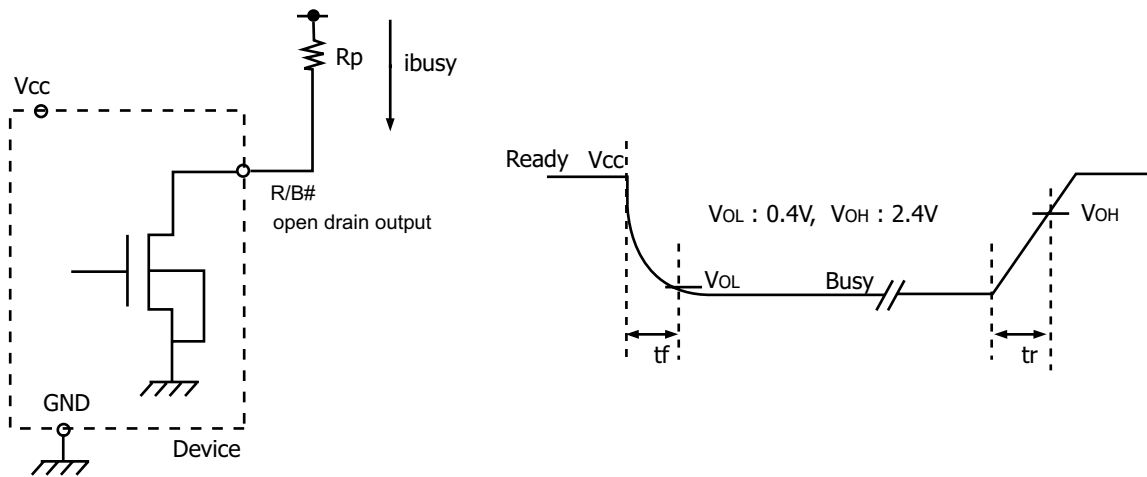 Rp
ibusy
Vcc
R/B#
open drain output
GND
Device
Ready Vcc
VOL : 0.4V, VOH : 2.4V
VOH
VOL
Busy
tf
tr